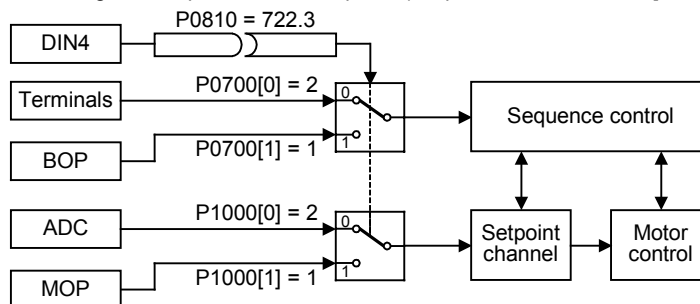 P0810 = 722.3
DIN4
P0700[0] = 2
Terminals
0
Sequence control
1
BOP
P0700[1] = 1
P1000[0] = 2
ADC
0
Setpoint
channel
Motor
control
1
MOP
P1000[1] = 1